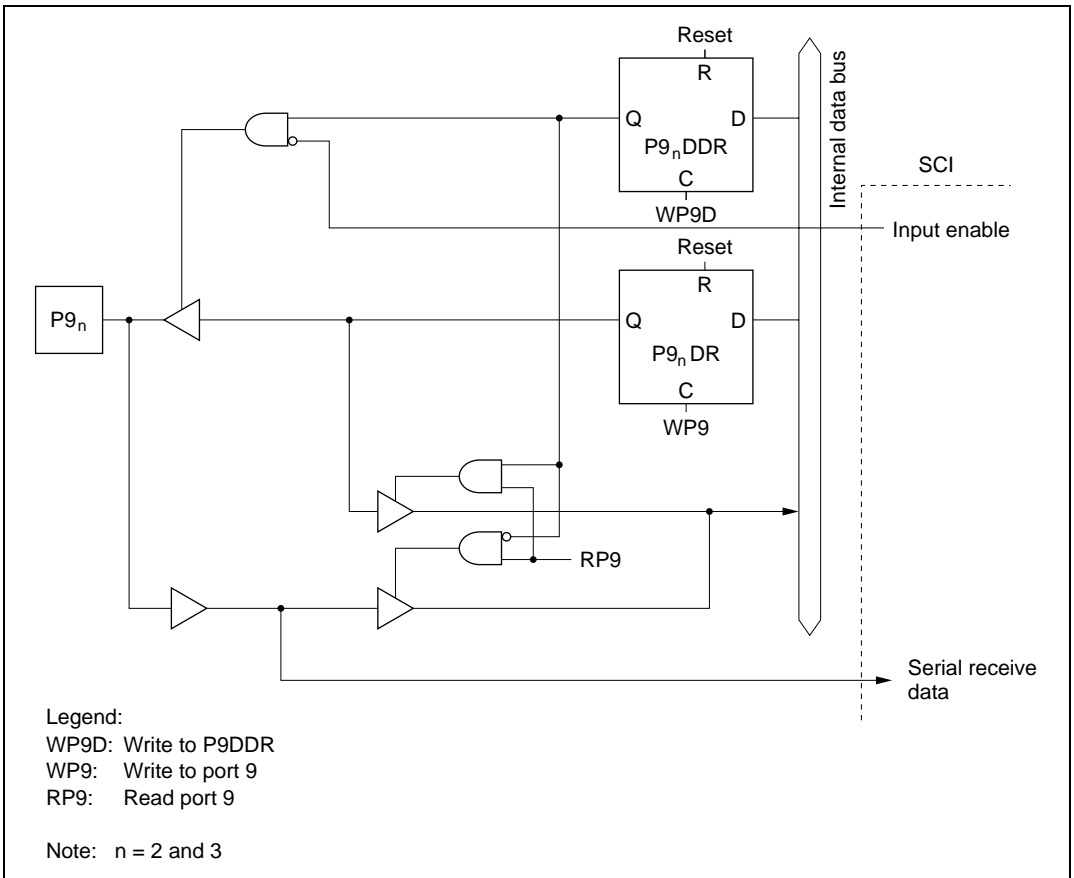 Reset
R
Q D
P9nDDR
C
WP9D
Internal data bus
SCI
Input enable
Reset
R
P9n
Q D
P9n DR
C
WP9
RP9
Serial receive
data
Legend:
WP9D: Write to P9DDR
WP9: Write to port 9
RP9: Read port 9
Note: n = 2 and 3